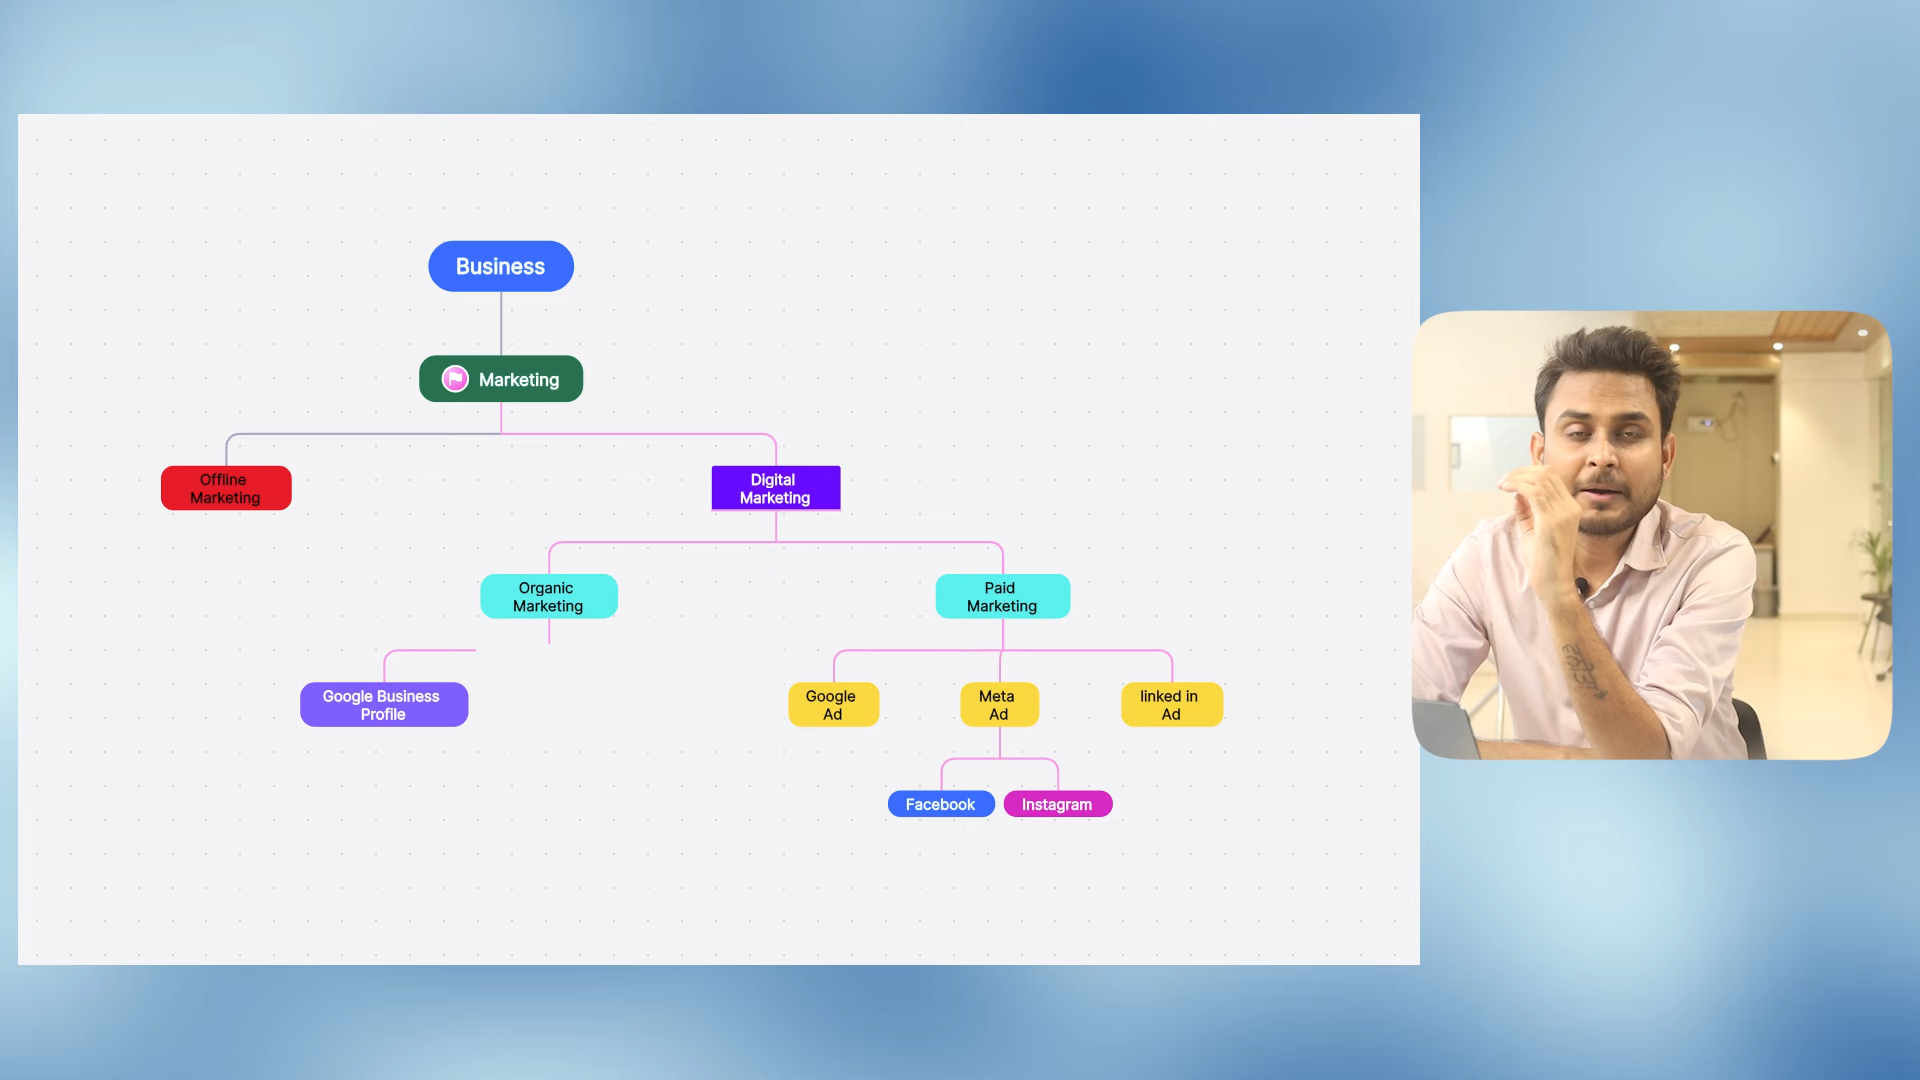 Business
Marketing
Offline
Marketing
Digital
Marketing
Organic
Marketing
Paid
Marketing
Google Business
Profile
Google
Ad
Meta
Ad
linked in
Ad
Facebook
Instagram